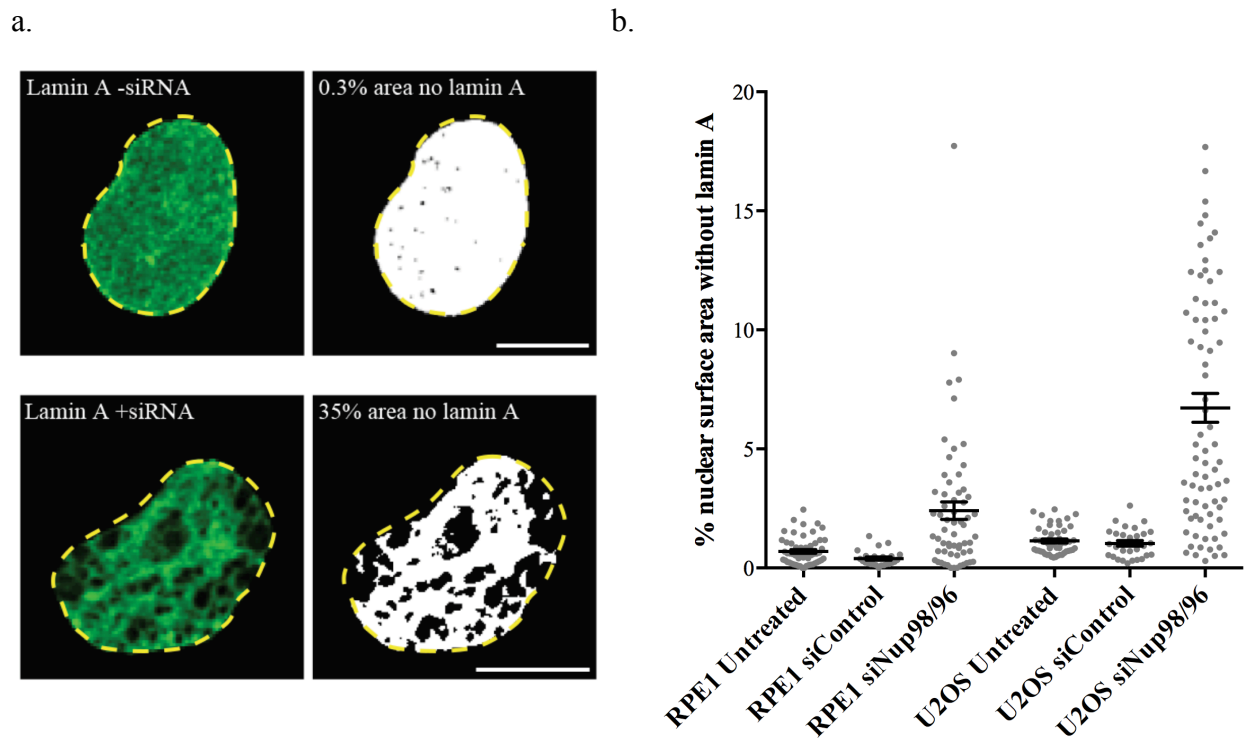 a.
Lamin A -siRNA
0.3% area no lamin A
Lamin A +siRNA
35% area no lamin A
b.
% nuclear surface area without lamin A
20
15
10
5
0
RPE1 Untreated
RPE1 siControl
RPE1 siNup98/96
U2OS Untreated
U2OS siControl
U2OS siNup98/96